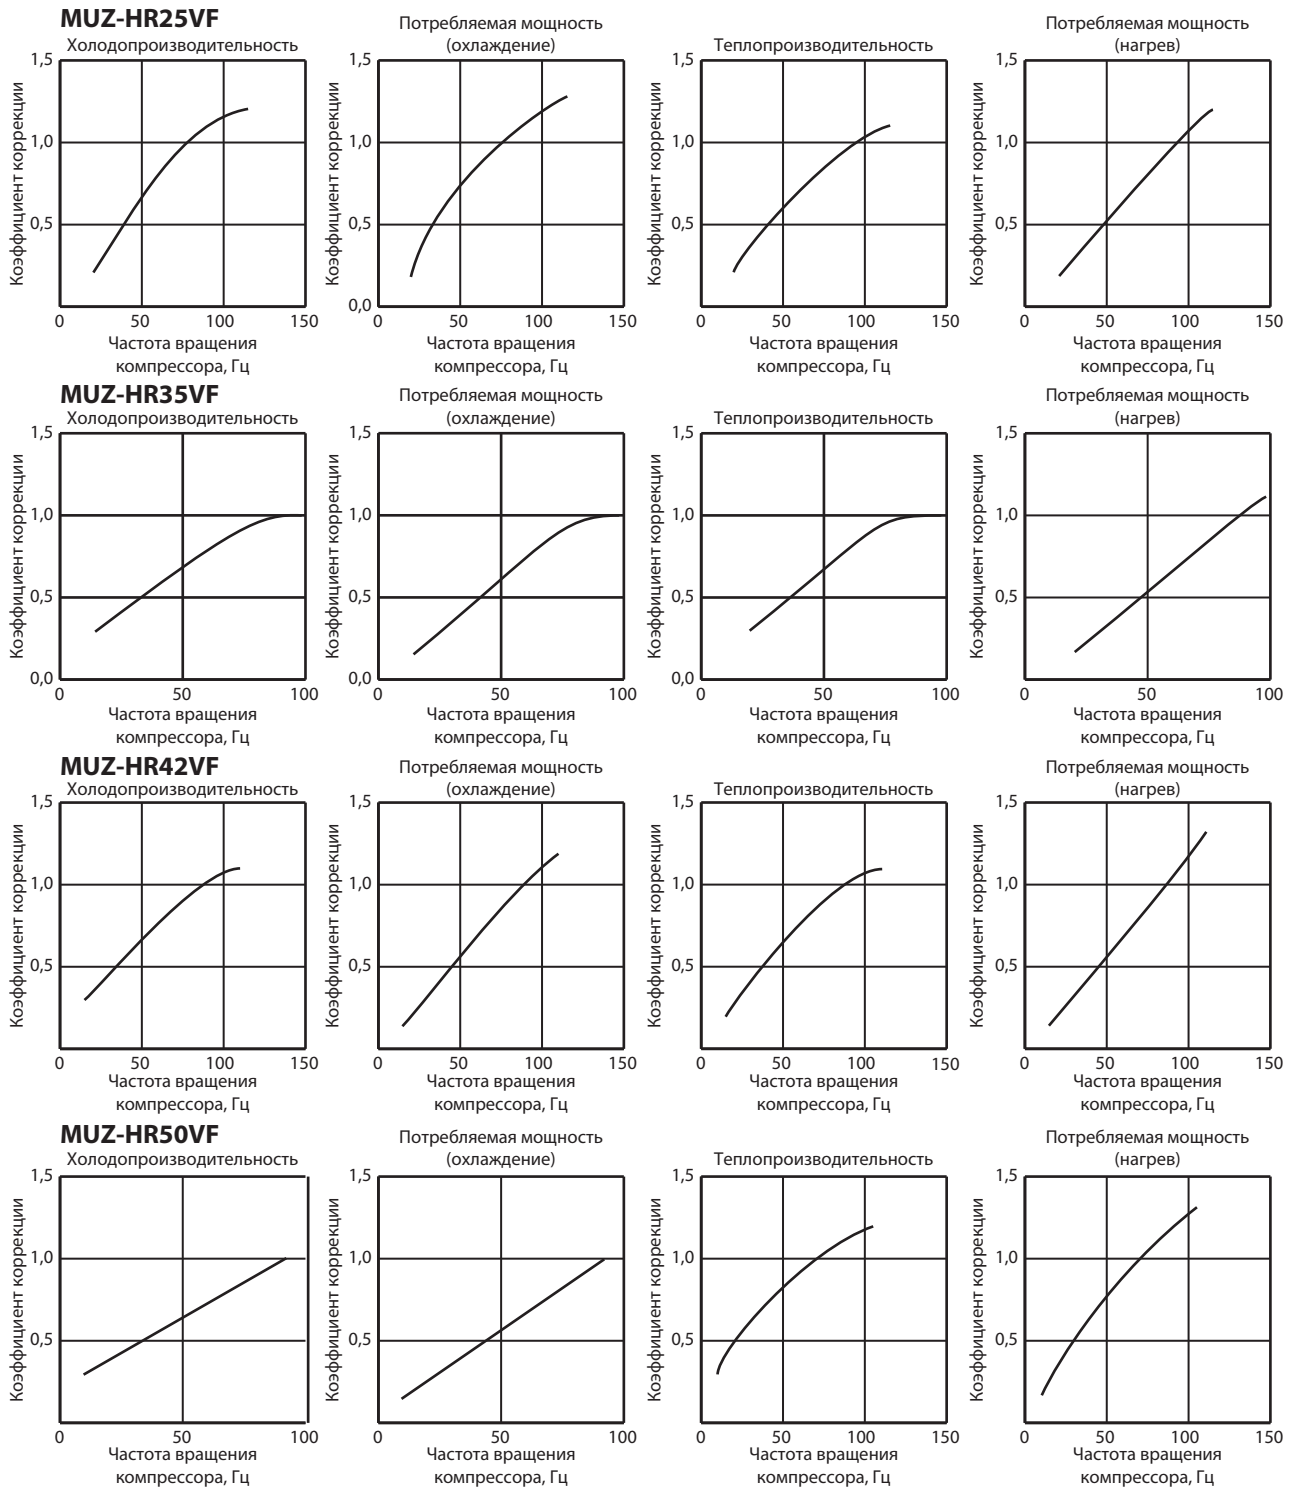 MUZ-HR25VF
Холодопроизводительность
Потребляемая мощность
(охлаждение)
Теплопроизводительность
Потребляемая мощность
(нагрев)
Коэффициент коррекции
1,5
1,0
0,5
0
50
100
150
Частота вращения
компрессора, Гц
Коэффициент коррекции
1,5
1,0
0,5
0,0
0
50
100
150
Частота вращения
компрессора, Гц
Коэффициент коррекции
1,5
1,0
0,5
0
50
100
150
Частота вращения
компрессора, Гц
Коэффициент коррекции
1,5
1,0
0,5
0
50
100
150
Частота вращения
компрессора, Гц
MUZ-HR35VF
Холодопроизводительность
Потребляемая мощность
(охлаждение)
Теплопроизводительность
Потребляемая мощность
(нагрев)
Коэффициент коррекции
1,5
1,0
0,5
0,0
0
50
100
Частота вращения
компрессора, Гц
Коэффициент коррекции
1,5
1,0
0,5
0,0
0
50
100
Частота вращения
компрессора, Гц
Коэффициент коррекции
1,5
1,0
0,5
0,0
0
50
100
Частота вращения
компрессора, Гц
Коэффициент коррекции
1,5
1,0
0,5
0
50
100
Частота вращения
компрессора, Гц
MUZ-HR42VF
Холодопроизводительность
Потребляемая мощность
(охлаждение)
Теплопроизводительность
Потребляемая мощность
(нагрев)
Коэффициент коррекции
1,5
1,0
0,5
0
50
100
150
Частота вращения
компрессора, Гц
Коэффициент коррекции
1,5
1,0
0,5
0
50
100
150
Частота вращения
компрессора, Гц
Коэффициент коррекции
1,5
1,0
0,5
0
50
100
150
Частота вращения
компрессора, Гц
Коэффициент коррекции
1,5
1,0
0,5
0
50
100
150
Частота вращения
компрессора, Гц
MUZ-HR50VF
Холодопроизводительность
Потребляемая мощность
(охлаждение)
Теплопроизводительность
Потребляемая мощность
(нагрев)
Коэффициент коррекции
1,5
1,0
0,5
0
50
100
Частота вращения
компрессора, Гц
Коэффициент коррекции
1,5
1,0
0,5
0
50
100
Частота вращения
компрессора, Гц
Коэффициент коррекции
1,5
1,0
0,5
0
50
100
150
Частота вращения
компрессора, Гц
Коэффициент коррекции
1,5
1,0
0,5
0
50
100
150
Частота вращения
компрессора, Гц